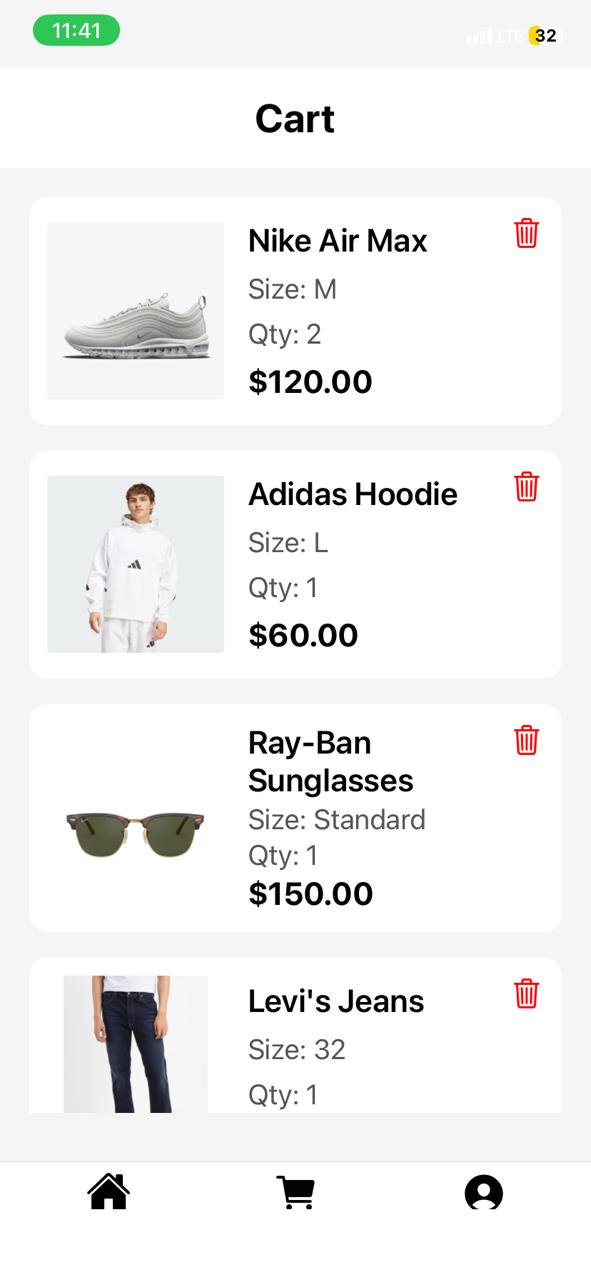 11:41
LTE 32
Cart
Nike Air Max
Size: M
Qty: 2
$120.00
Adidas Hoodie
Size: L
Qty: 1
$60.00
Ray-Ban
Sunglasses
Size: Standard
Qty: 1
$150.00
Levi's Jeans
Size: 32
Qty: 1